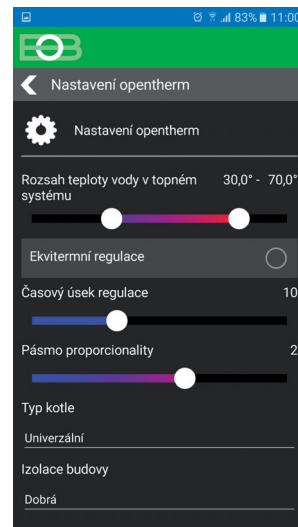 83% 11:00
EOB
Nastavení opentherm
Nastavení opentherm
Rozsah teploty vody v topném 30,0° - 70,0°
systému
Ekvitermní regulace
Časový úsek regulace 10
Pásmo proporcionality 2
Typ kotle
Univerzální
Izolace budovy
Dobrá